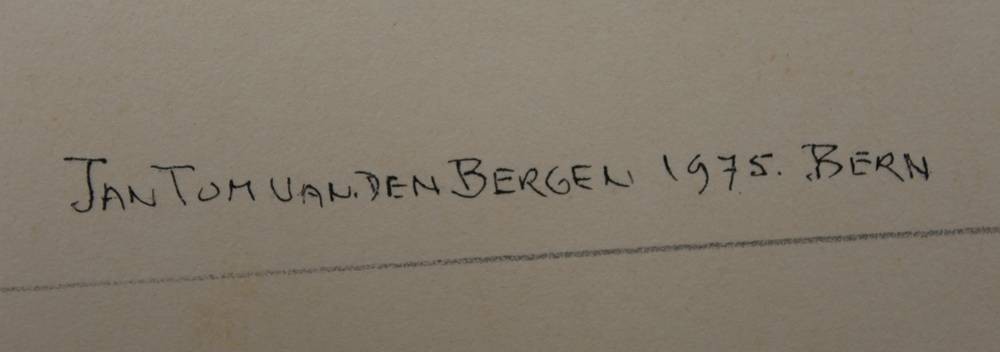 JAN TOM VAN.DEN BERGEN 1975. BERN